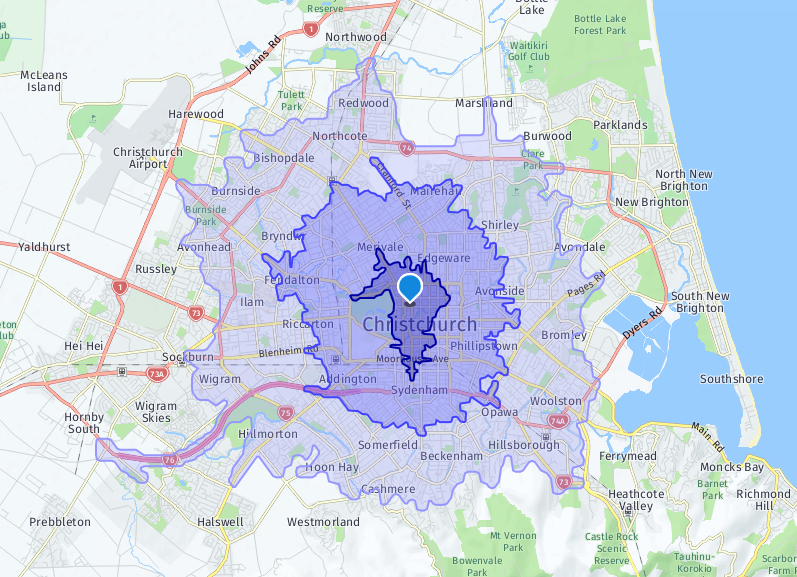 Reserve
Bottle
Lake
Bottle Lake
Forest Park
1
Northwood
Johns Rd
Waitikiri
Golf Club
McLeans
Island
Tulett
Park
Redwood
Marshland
Harewood
Parklands
Northcote
Burwood
Christchurch
Airport
Bishopdale
74
Clare
Park
Cranford St
Mairehau
North New
Brighton
Burnside
Burnside
Park
New Brighton
Shirley
Yaldhurst
Avonhead
Bryndwr
Merivale
Edgeware
Avondale
Russley
Fendalton
Pages Rd
1
Avonside
Ilam
South New
Brighton
73
Riccarton
Christchurch
Dyers Rd
Bromley
Hei Hei
Blenheim Rd
Phillipstown
Sockburn
Moorhouse Ave
73A
Wigram
Addington
Sydenham
Southshore
Wigram
Skies
75
Woolston
Opawa
74A
Hornby
South
Hillmorton
Main Rd
Somerfield
Hillsborough
Ferrymead
76
Beckenham
Hoon Hay
Moncks Bay
73
Barnet
Park
Cashmere
Heathcote
Valley
Richmond
Hill
Prebbleton
Halswell
Westmorland
Mt Vernon
Park
Castle Rock
Scenic
Reserve
Bowenvale
Park
Tauhinu-
Korokio
Scarbor
Farm P